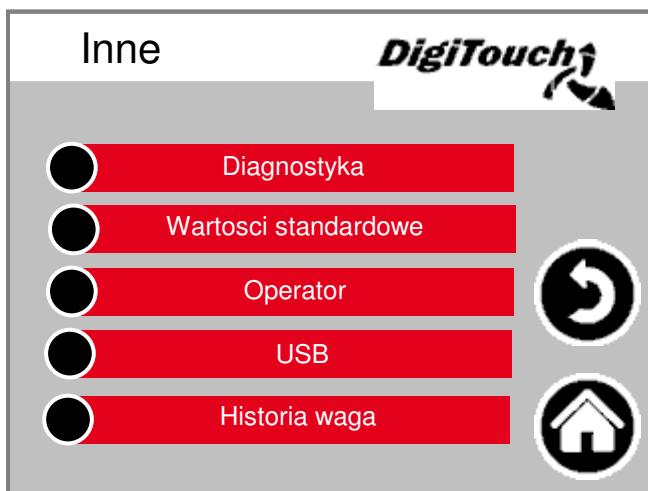 Inne
DigiTouch
Diagnostyka
Wartosci standardowe
Operator
USB
Historia waga